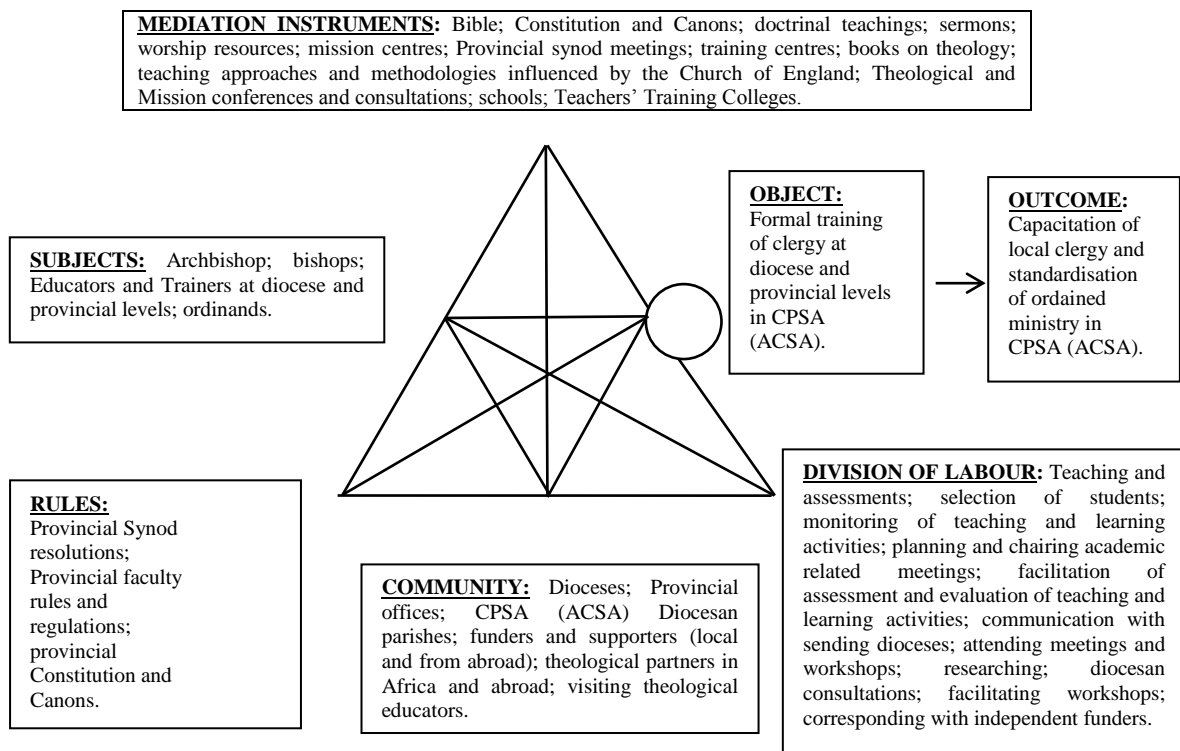 MEDIATION INSTRUMENTS: Bible; Constitution and Canons; doctrinal teachings; sermons;
worship resources; mission centres; Provincial synod meetings; training centres; books on theology;
teaching approaches and methodologies influenced by the Church of England; Theological and
Mission conferences and consultations; schools; Teachers' Training Colleges.
SUBJECTS: Archbishop; bishops;
Educators and Trainers at diocese and
provincial levels; ordinands.
OBJECT:
Formal training
of clergy at
diocese and
provincial levels
in CPSA
(ACSA).
OUTCOME:
Capacitation of
local clergy and
standardisation
of ordained
ministry in
CPSA (ACSA).
RULES:
Provincial Synod
resolutions;
Provincial faculty
rules and
regulations;
provincial
Constitution and
Canons.
COMMUNITY: Dioceses; Provincial
offices; CPSA (ACSA) Diocesan
parishes; funders and supporters (local
and from abroad); theological partners in
Africa and abroad; visiting theological
educators.
DIVISION OF LABOUR: Teaching and
assessments; selection of students;
monitoring of teaching and learning
activities; planning and chairing academic
related meetings; facilitation of
assessment and evaluation of teaching and
learning activities; communication with
sending dioceses; attending meetings and
workshops; researching; diocesan
consultations; facilitating workshops;
corresponding with independent funders.